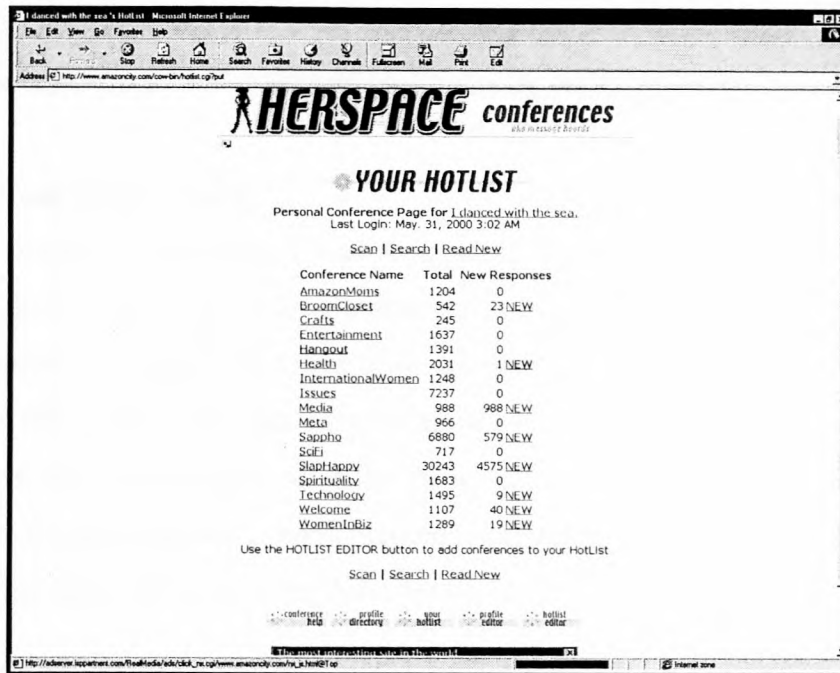 I danced with the sea 's HotList - Microsoft Internet Explorer
File Edit View Go Favorites Help
Back Stop Refresh Home Search Favorites History Channels Fullscreen Mail Print Edit
Address http://www.amazoncity.com/cow-bin/hotlist.cgi?put
HERSPACE conferences
aka message boards
YOUR HOTLIST
Personal Conference Page for I danced with the sea.
Last Login: May. 31, 2000 3:02 AM
Scan | Search | Read New
Conference Name Total New Responses
AmazonMoms 1204 0
BroomCloset 542 23 NEW
Crafts 245 0
Entertainment 1637 0
Hangout 1391 0
Health 2031 1 NEW
InternationalWomen 1248 0
Issues 7237 0
Media 988 988 NEW
Meta 966 0
Sappho 6880 579 NEW
SciFi 717 0
SlapHappy 30243 4575 NEW
Spirituality 1683 0
Technology 1495 9 NEW
Welcome 1107 40 NEW
WomenInBiz 1289 19 NEW
Use the HOTLIST EDITOR button to add conferences to your HotList
Scan | Search | Read New
conference help profile directory your hotlist profile editor hotlist editor
The most interesting site in the world
Internet zone